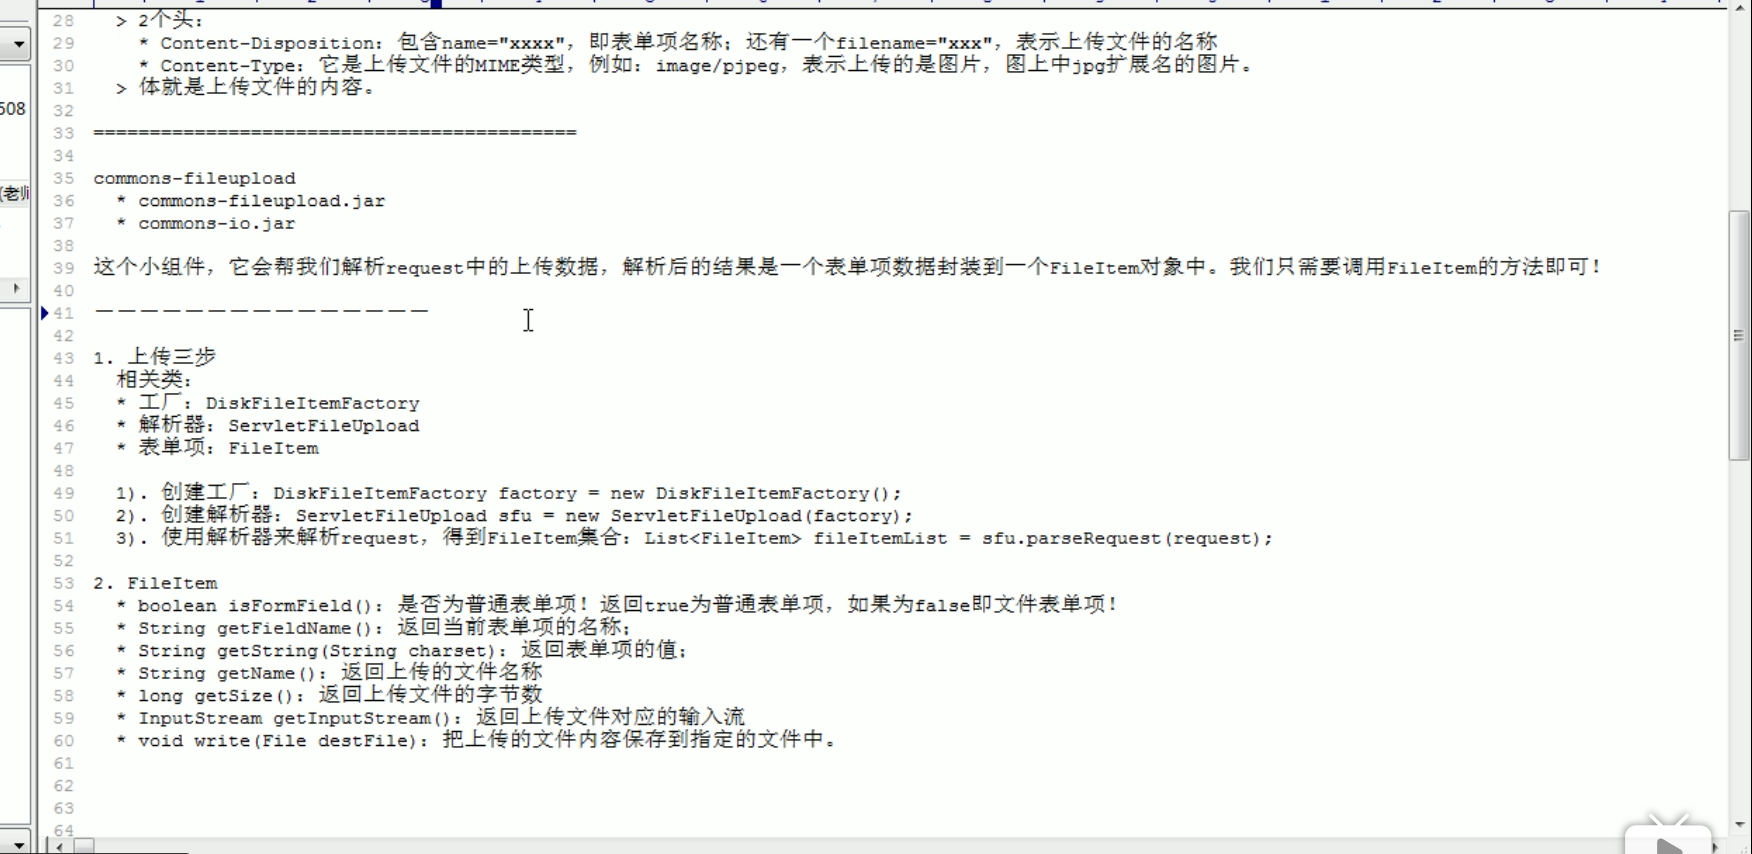 28 > 2个头:
29 * Content-Disposition: 包含name="xxxx", 即表单项名称; 还有一个filename="xxx", 表示上传文件的名称
30 * Content-Type: 它是上传文件的MIME类型, 例如: image/pjpeg, 表示上传的是图片, 图上中jpg扩展名的图片。
31 > 体就是上传文件的内容。
508
32
33 ===========================================
34
35 commons-fileupload
(老师
36 * commons-fileupload.jar
37 * commons-io.jar
38
39 这个小组件, 它会帮我们解析request中的上传数据, 解析后的结果是一个表单项数据封装到一个FileItem对象中。我们只需要调用FileItem的方法即可!
40
41 ———————————————
42
43 1. 上传三步
44 相关类:
45 * 工厂: DiskFileItemFactory
46 * 解析器: ServletFileUpload
47 * 表单项: FileItem
48
49 1). 创建工厂: DiskFileItemFactory factory = new DiskFileItemFactory();
50 2). 创建解析器: ServletFileUpload sfu = new ServletFileUpload(factory);
51 3). 使用解析器来解析request, 得到FileItem集合: List<FileItem> fileItemList = sfu.parseRequest(request);
52
53 2. FileItem
54 * boolean isFormField(): 是否为普通表单项! 返回true为普通表单项, 如果为false即文件表单项!
55 * String getFieldName(): 返回当前表单项的名称;
56 * String getString(String charset): 返回表单项的值;
57 * String getName(): 返回上传的文件名称
58 * long getSize(): 返回上传文件的字节数
59 * InputStream getInputStream(): 返回上传文件对应的输入流
60 * void write(File destFile): 把上传的文件内容保存到指定的文件中。
61
62
63
64